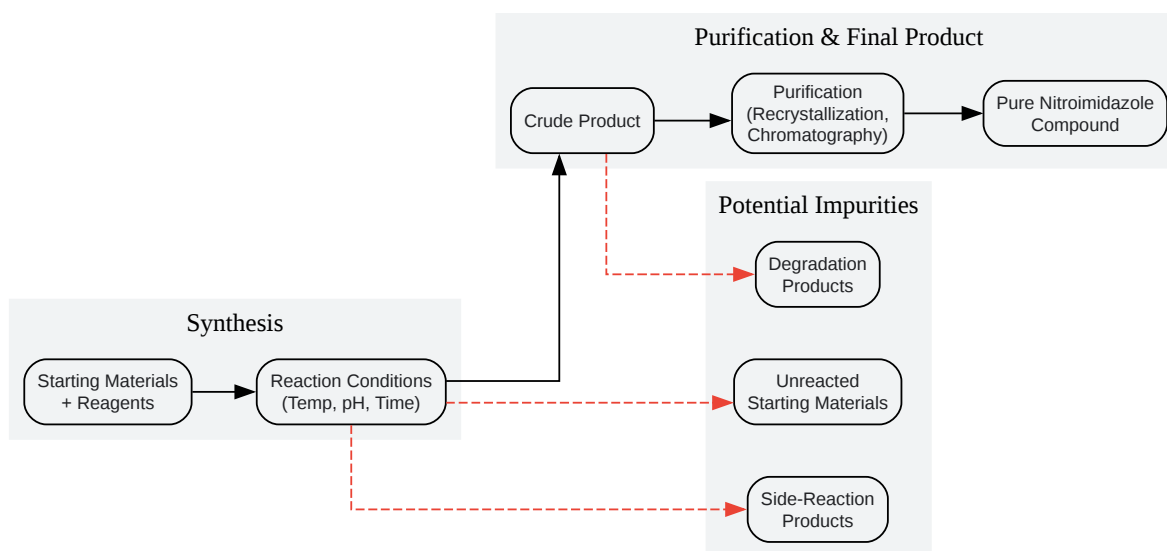 Purification & Final Product
Crude Product
Purification
(Recrystallization,
Chromatography)
Pure Nitroimidazole
Compound
Potential Impurities
Degradation
Products
Synthesis
Starting Materials
+ Reagents
Reaction Conditions
(Temp, pH, Time)
Unreacted
Starting Materials
Side-Reaction
Products